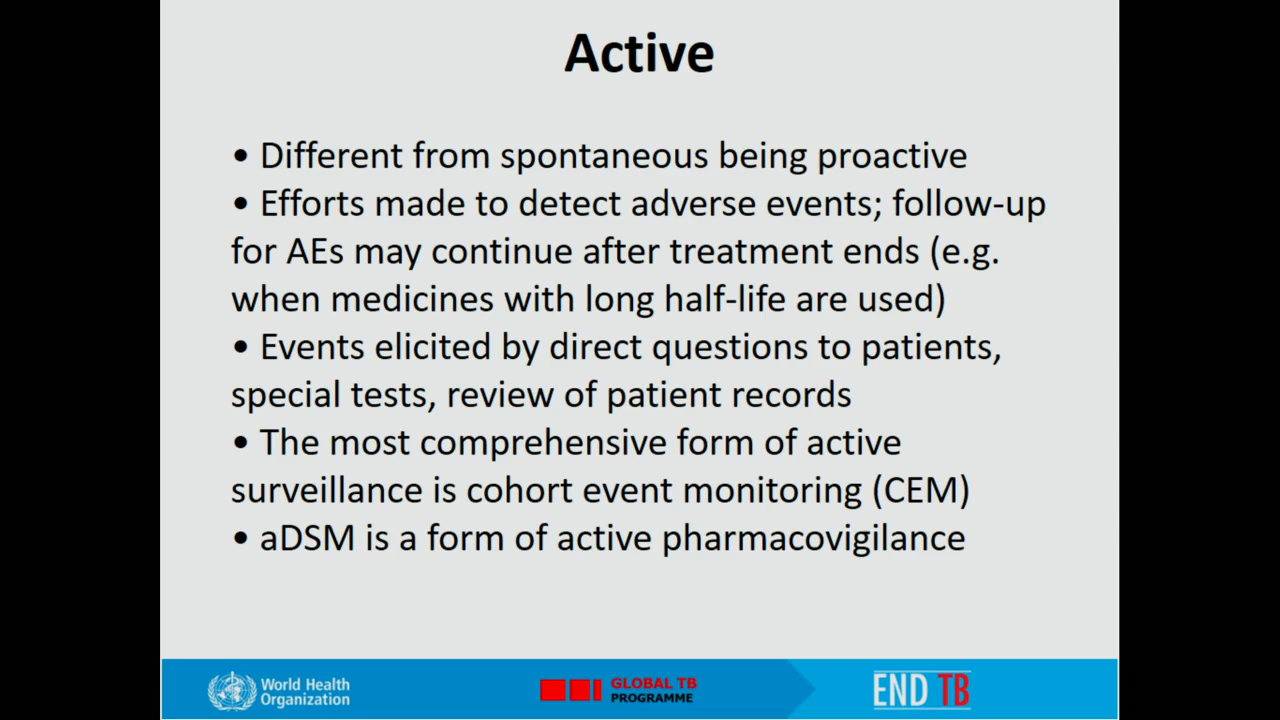 Active
• Different from spontaneous being proactive
• Efforts made to detect adverse events; follow-up
for AEs may continue after treatment ends (e.g.
when medicines with long half-life are used)
• Events elicited by direct questions to patients,
special tests, review of patient records
• The most comprehensive form of active
surveillance is cohort event monitoring (CEM)
• aDSM is a form of active pharmacovigilance
World Health
Organization
GLOBAL TB
PROGRAMME
END TB